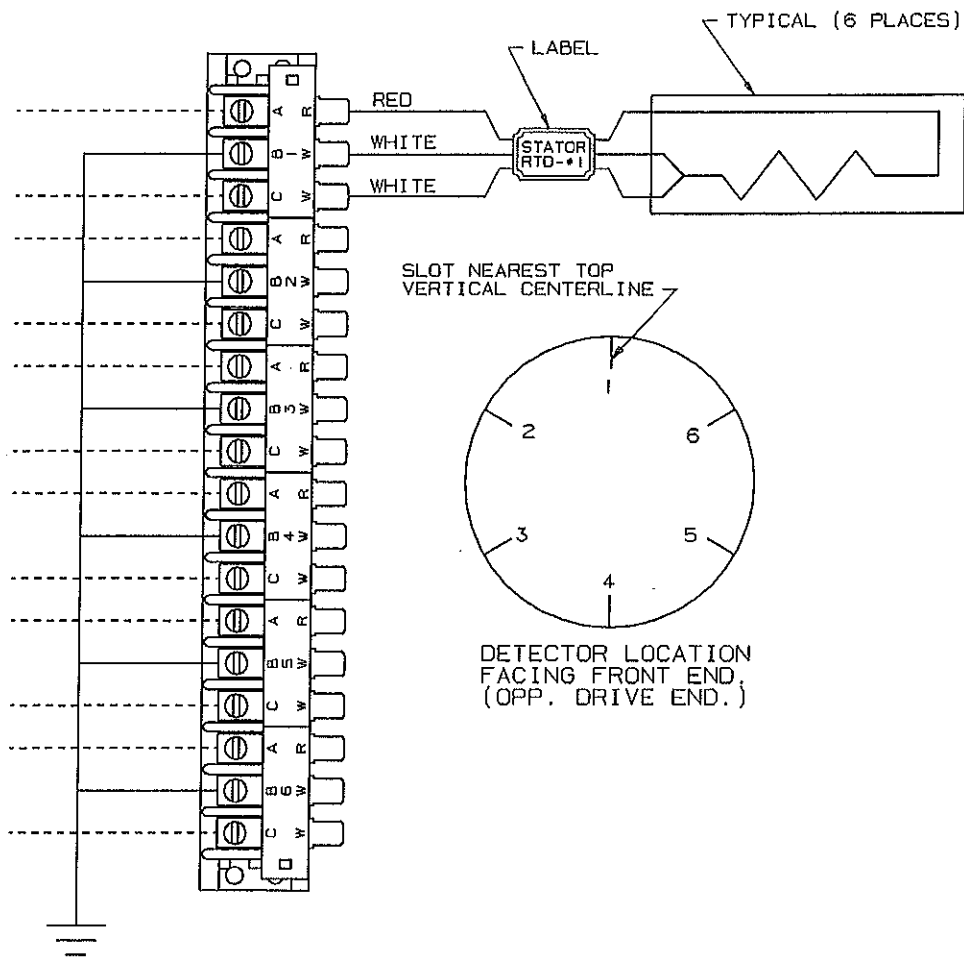 TYPICAL (6 PLACES)
LABEL
RED
WHITE
WHITE
STATOR
RTD-#1
A R
B 1 W
C W
A R
B 2 W
C W
A R
B 3 W
C W
A R
B 4 W
C W
A R
B 5 W
C W
A R
B 6 W
C W
SLOT NEAREST TOP
VERTICAL CENTERLINE
1
2
6
3
5
4
DETECTOR LOCATION
FACING FRONT END.
(OPP. DRIVE END.)